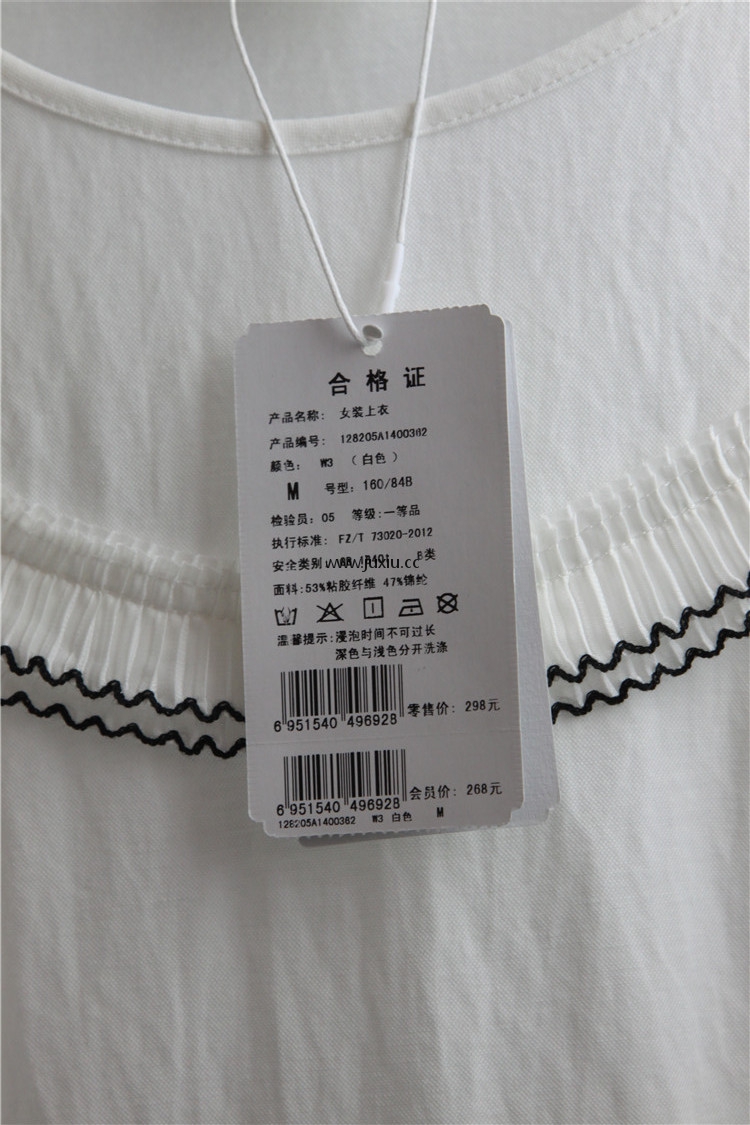 合格证
产品名称: 女装上衣
产品编号: 128205A1400362
颜色: W3 (白色)
M 号型: 160/84B
检验员: 05 等级:一等品
执行标准: FZ/T 73020-2012
安全类别 B类
www.juxiu.cc
面料:53%粘胶纤维 47%锦纶
温馨提示:浸泡时间不可过长
深色与浅色分开洗涤
6 951540 496928 零售价: 298元
6 951540 496928 会员价: 268元
128205A1400362 W3 白色 M